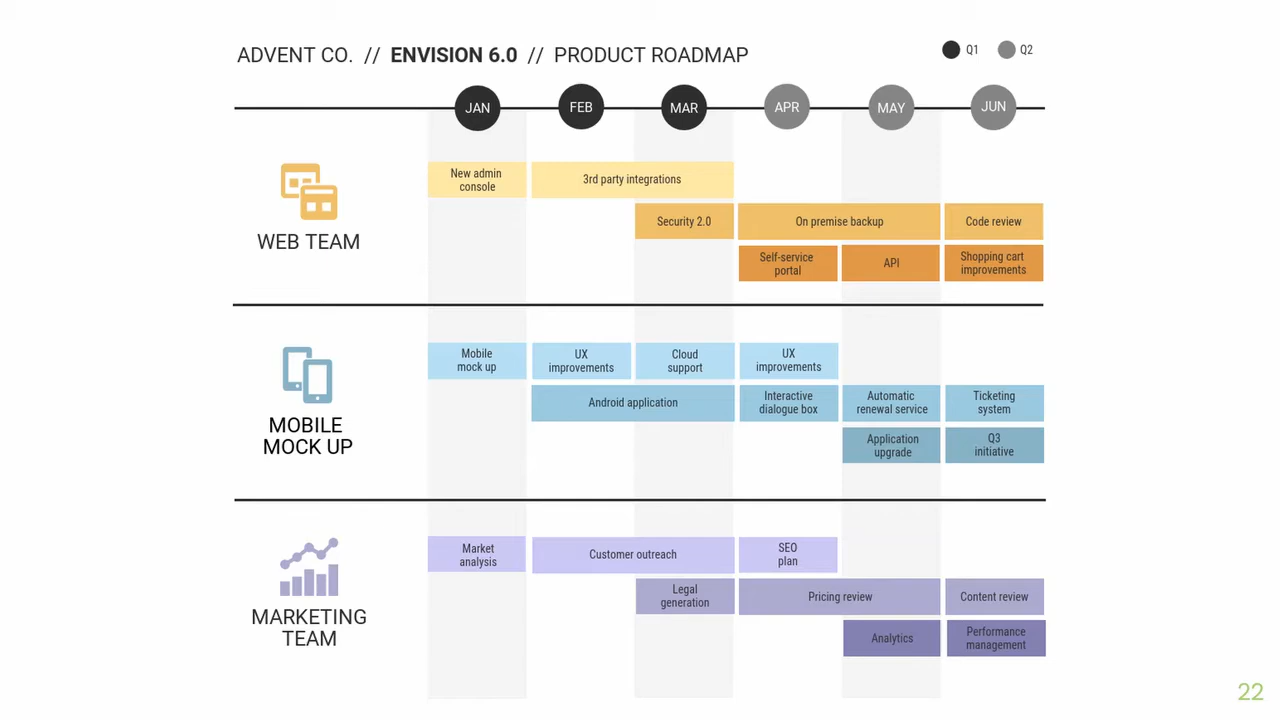 ADVENT CO. // ENVISION 6.0 // PRODUCT ROADMAP
Q1
Q2
JAN
FEB
MAR
APR
MAY
JUN
WEB TEAM
New admin
console
3rd party integrations
Security 2.0
On premise backup
Code review
Self-service
portal
API
Shopping cart
improvements
MOBILE
MOCK UP
Mobile
mock up
UX
improvements
Cloud
support
UX
improvements
Android application
Interactive
dialogue box
Automatic
renewal service
Ticketing
system
Application
upgrade
Q3
initiative
MARKETING
TEAM
Market
analysis
Customer outreach
SEO
plan
Legal
generation
Pricing review
Content review
Analytics
Performance
management
22